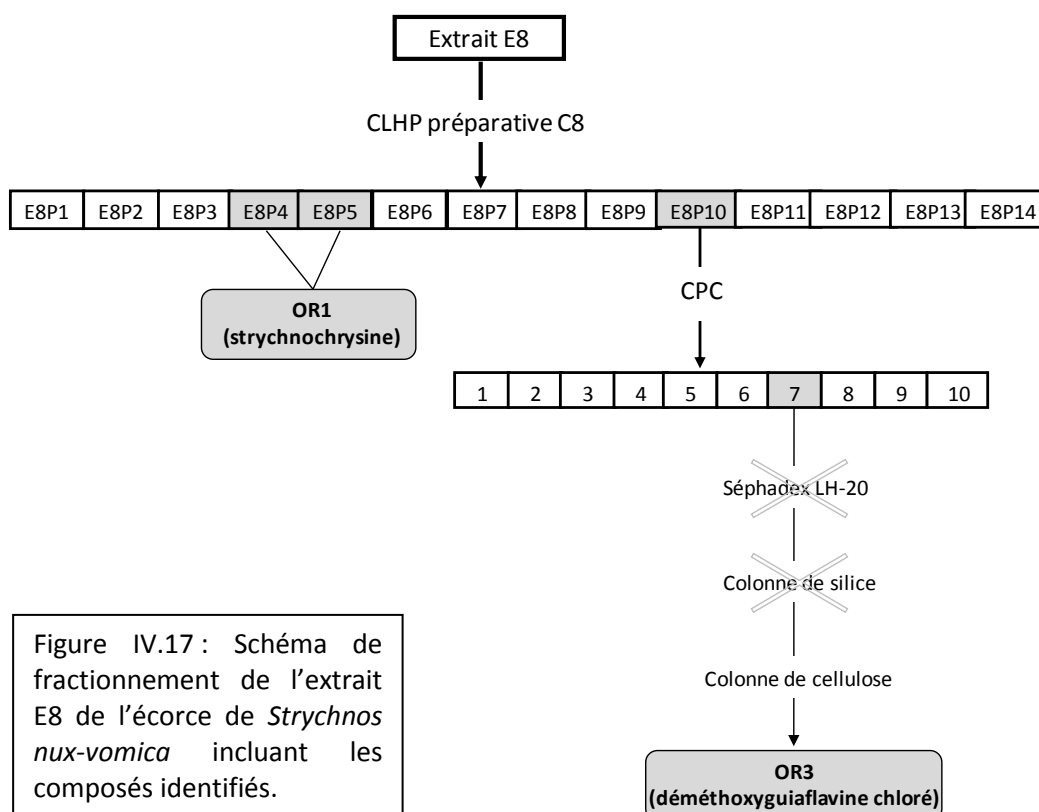 Extrait E8
CLHP préparative C8
E8P1 E8P2 E8P3 E8P4 E8P5 E8P6 E8P7 E8P8 E8P9 E8P10 E8P11 E8P12 E8P13 E8P14
OR1
(strychnochrysine)
CPC
1 2 3 4 5 6 7 8 9 10
Séphadex LH-20
Colonne de silice
Colonne de cellulose
OR3
(déméthoxyguiaflavine chloré)
Figure IV.17 : Schéma de
fractionnement de l’extrait
E8 de l’écorce de Strychnos
nux-vomica incluant les
composés identifiés.